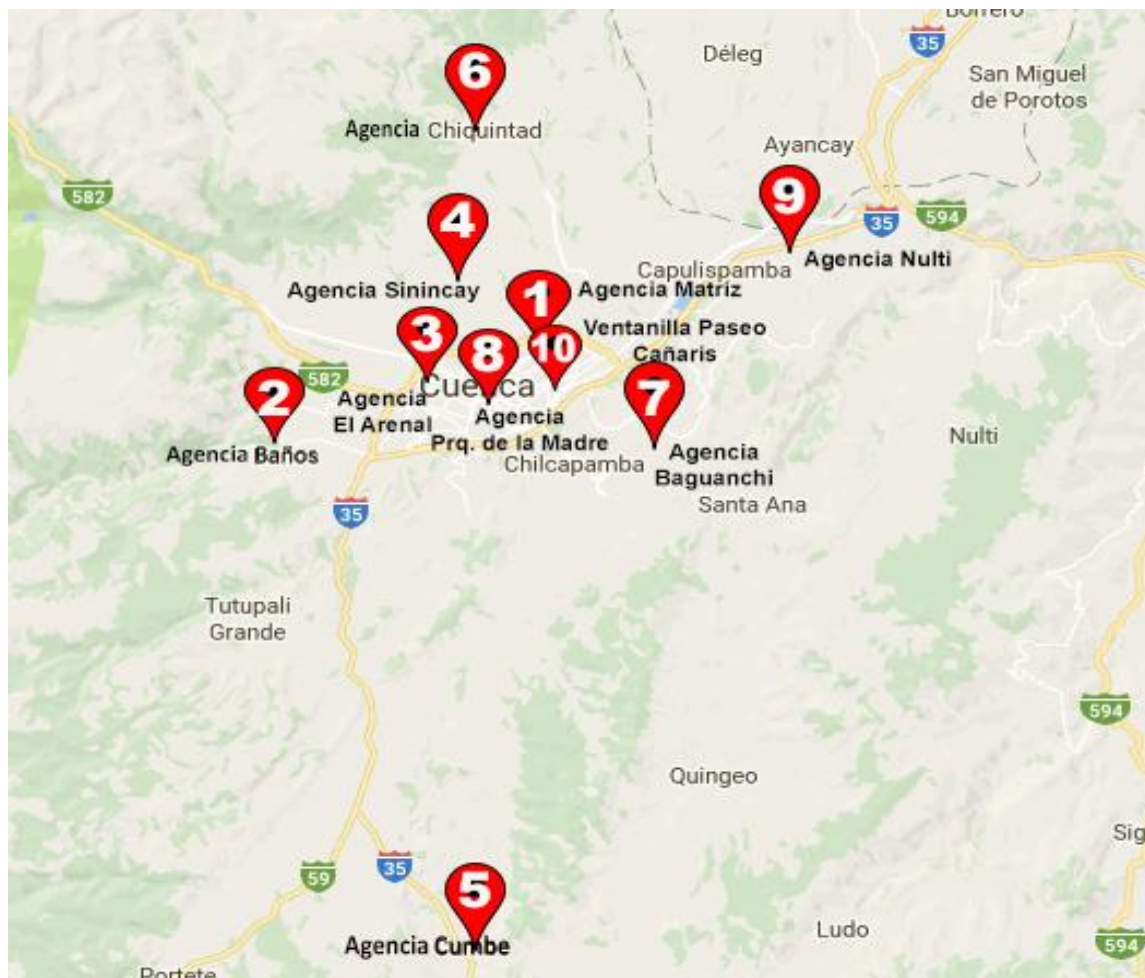 Borrero
35
Déleg
San Miguel
de Porotos
6
Agencia Chiquintad
Ayancay
582
9
594
35
4
Agencia Nulti
Capulispamba
Agencia Sinincay
1
Agencia Matriz
3
Ventanilla Paseo
Cañaris
10
8
582
Cuenca
2
7
Agencia
El Arenal
Agencia
Prq. de la Madre
Agencia Baños
Chilcapamba
Agencia
Baguanchi
Nulti
Santa Ana
35
Tutupali
Grande
594
Quingeo
Sig
35
59
5
Agencia Cumbe
Ludo
594
Portete